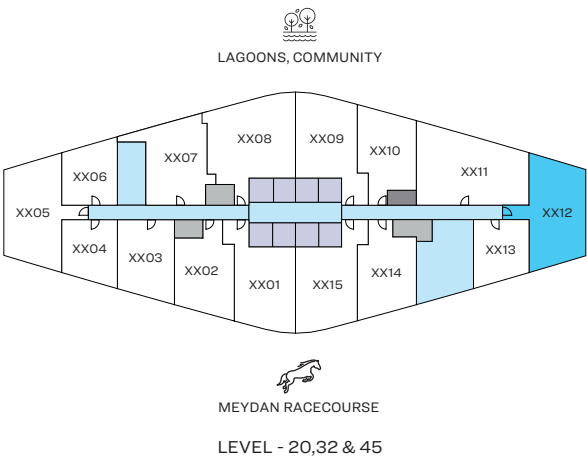 LAGOONS, COMMUNITY
XX08
XX09
XX07
XX10
XX06
XX11
XX05
XX12
XX04
XX03
XX02
XX01
XX15
XX14
XX13
MEYDAN RACECOURSE
LEVEL - 20,32 & 45